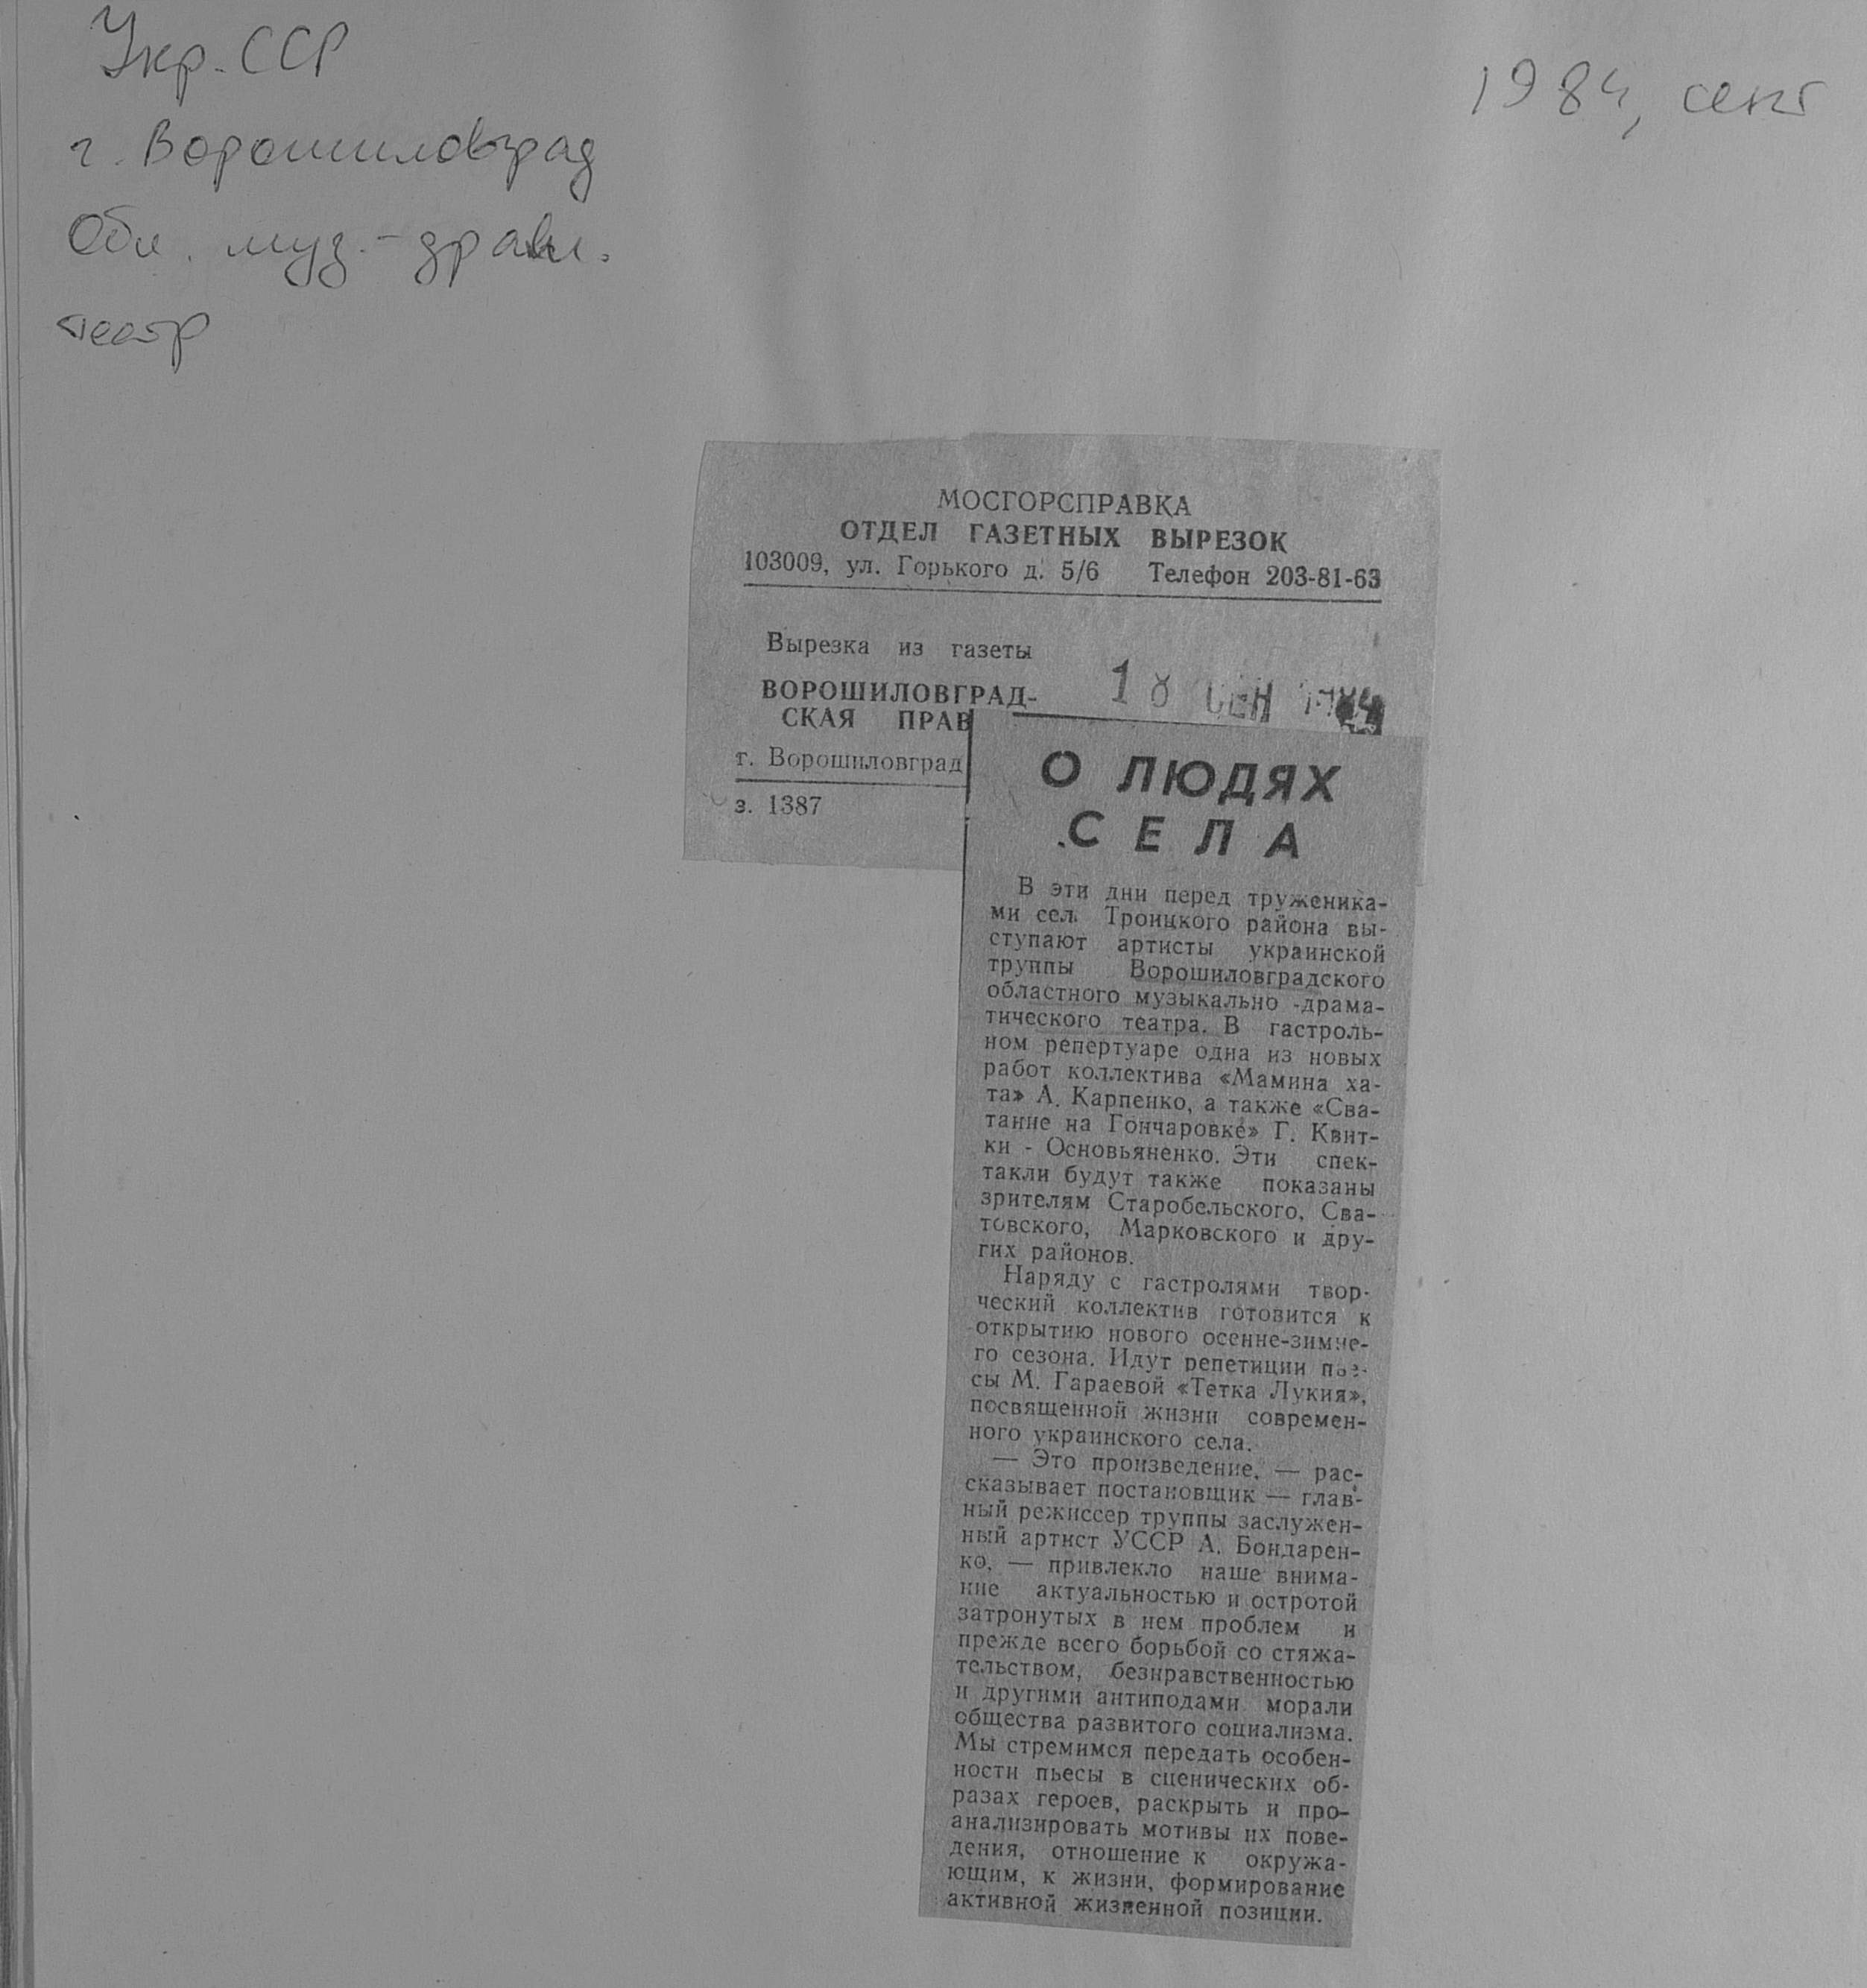 Укр. ССР
г. Ворошиловград
Обл. муз.-драм.
театр
1984, сент
МОСГОРСПРАВКА
ОТДЕЛ ГАЗЕТНЫХ ВЫРЕЗОК
103009, ул. Горького д. 5/6 Телефон 203-81-63
Вырезка из газеты
ВОРОШИЛОВГРАД-
СКАЯ ПРАВ
г. Ворошиловград
з. 1387
18 СЕН 1984
О ЛЮДЯХ
СЕЛА
В эти дни перед труженика-
ми сел Троицкого района вы-
ступают артисты украинской
труппы Ворошиловградского
областного музыкально -драма-
тического театра. В гастроль-
ном репертуаре одна из новых
работ коллектива «Мамина ха-
та» А. Карпенко, а также «Сва-
тание на Гончаровке» Г. Квит-
ки - Основьяненко. Эти спек-
такли будут также показаны
зрителям Старобельского, Сва-
товского, Марковского и дру-
гих районов.
Наряду с гастролями твор-
ческий коллектив готовится к
открытию нового осенне-зимне-
го сезона. Идут репетиции пье-
сы М. Гараевой «Тетка Лукия»,
посвященной жизни современ-
ного украинского села.
— Это произведение, — рас-
сказывает постановщик — глав-
ный режиссер труппы заслужен-
ный артист УССР А. Бондарен-
ко, — привлекло наше внима-
ние актуальностью и остротой
затронутых в нем проблем и
прежде всего борьбой со стяжа-
тельством, безнравственностью
и другими антиподами морали
общества развитого социализма.
Мы стремимся передать особен-
ности пьесы в сценических об-
разах героев, раскрыть и про-
анализировать мотивы их пове-
дения, отношение к окружа-
ющим, к жизни, формирование
активной жизненной позиции.